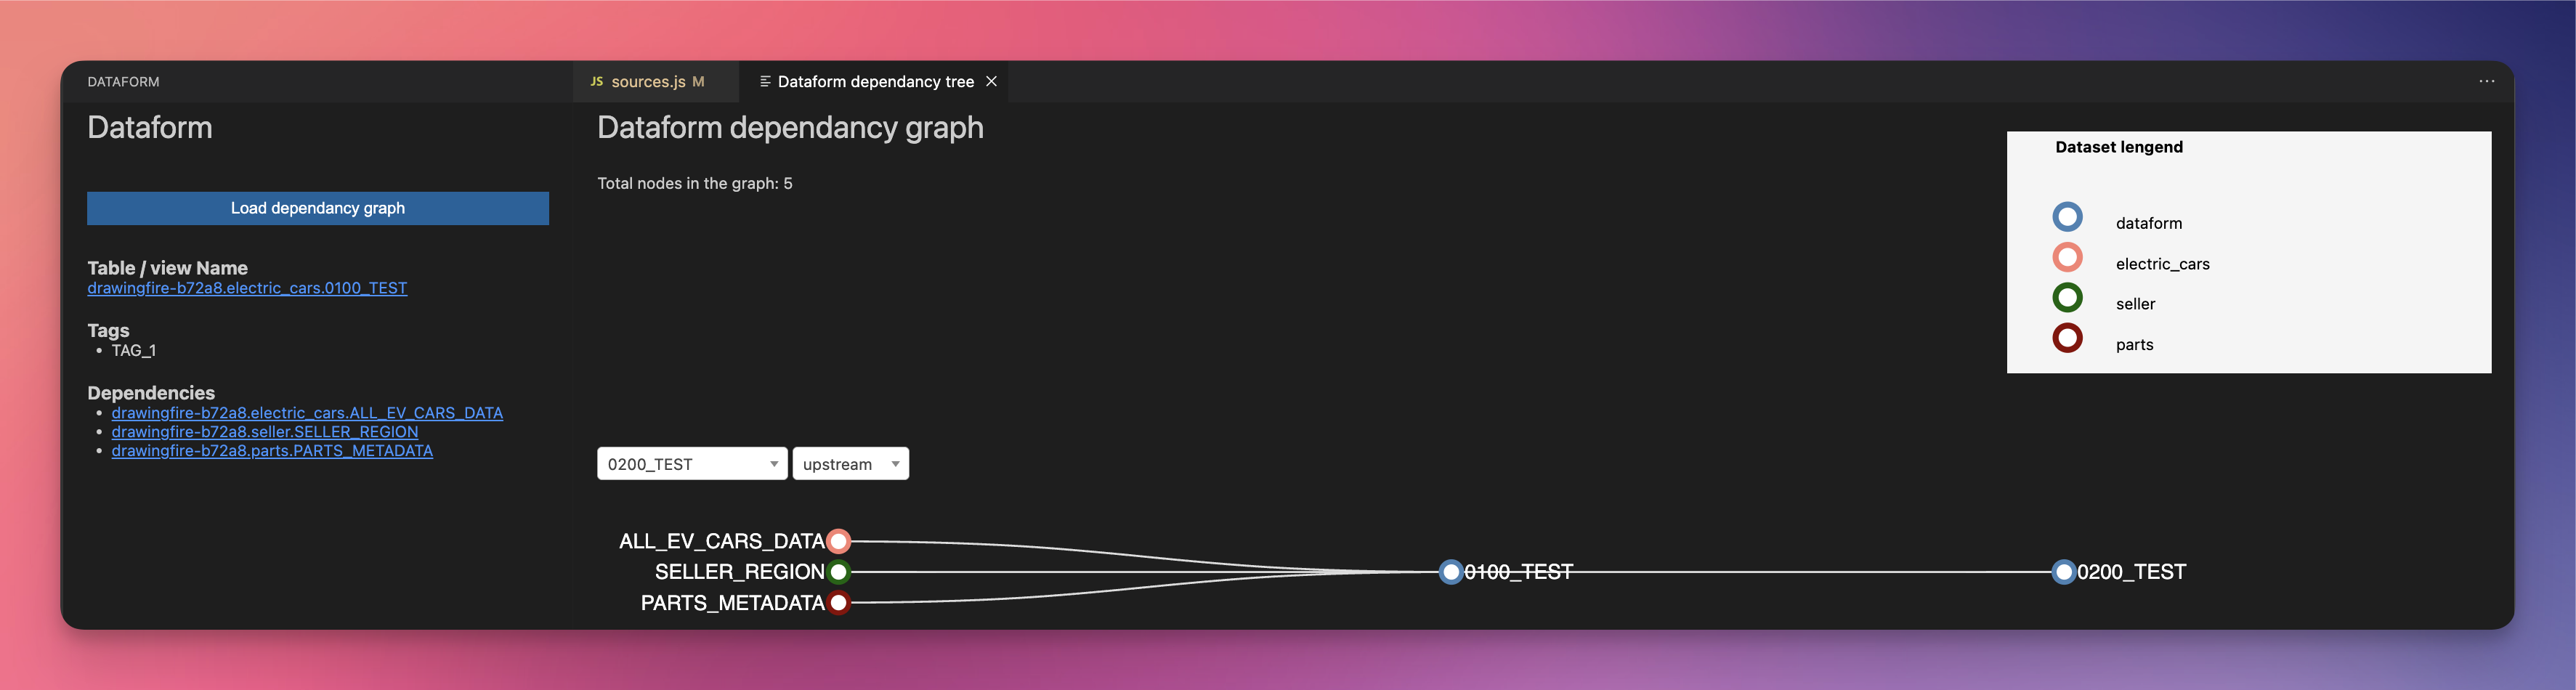 DATAFORM
JS sources.js M
Dataform dependancy tree
Dataform
Load dependancy graph
Table / view Name
drawingfire-b72a8.electric_cars.0100_TEST
Tags
• TAG_1
Dependencies
• drawingfire-b72a8.electric_cars.ALL_EV_CARS_DATA
• drawingfire-b72a8.seller.SELLER_REGION
• drawingfire-b72a8.parts.PARTS_METADATA
Dataform dependancy graph
Total nodes in the graph: 5
Dataset lengend
dataform
electric_cars
seller
parts
0200_TEST
upstream
ALL_EV_CARS_DATA
SELLER_REGION
PARTS_METADATA
0100_TEST
0200_TEST